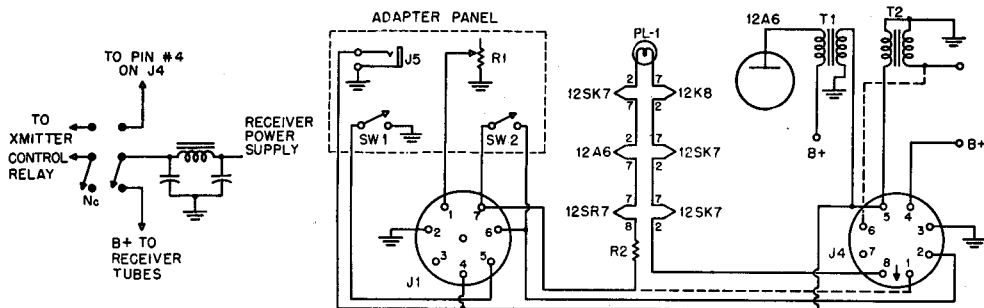 ADAPTER PANEL
12A6
T1
T2
TO PIN #4
ON J4
J5
R1
PL-1
2 7
12SK7 12K8
7 2
TO
XMITTER
CONTROL
RELAY
RECEIVER
POWER
SUPPLY
SW 1
SW 2
2 7
12A6 12SK7
7 2
B+
B+
NC
B+ TO
RECEIVER
TUBES
7 7
12SR7 12SK7
8 2
R2
1 7
2 6
3 5
4
J1
5 4
6 3
7 2
8 1
J4